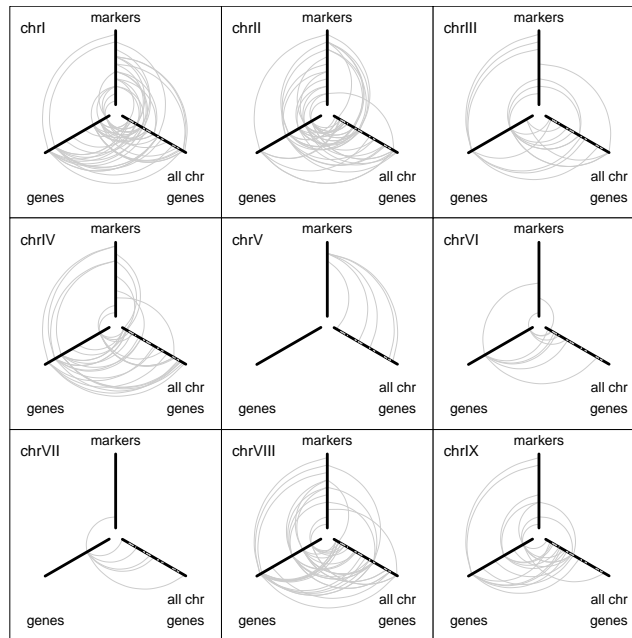 chrI
markers
genes
all chr
genes
chrII
markers
genes
all chr
genes
chrIII
markers
genes
all chr
genes
chrIV
markers
genes
all chr
genes
chrV
markers
genes
all chr
genes
chrVI
markers
genes
all chr
genes
chrVII
markers
genes
all chr
genes
chrVIII
markers
genes
all chr
genes
chrIX
markers
genes
all chr
genes